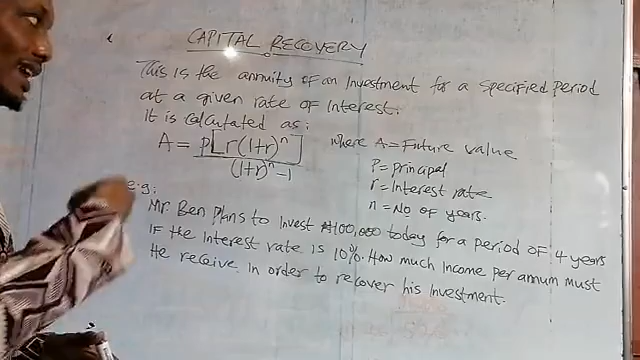 CAPITAL RECOVERY
This is the annuity of an Investment for a specified period
at a given rate of Interest.
It is calculated as:
A = P[r(1+r)ⁿ] where A = Future value
(1+r)ⁿ-1
P = principal
r = Interest rate
n = No of years.
e.g:
Mr Ben plans to Invest ₦100,000 today for a period of 4 years
If the Interest rate is 10%. How much Income per annum must
He receive in order to recover his Investment.